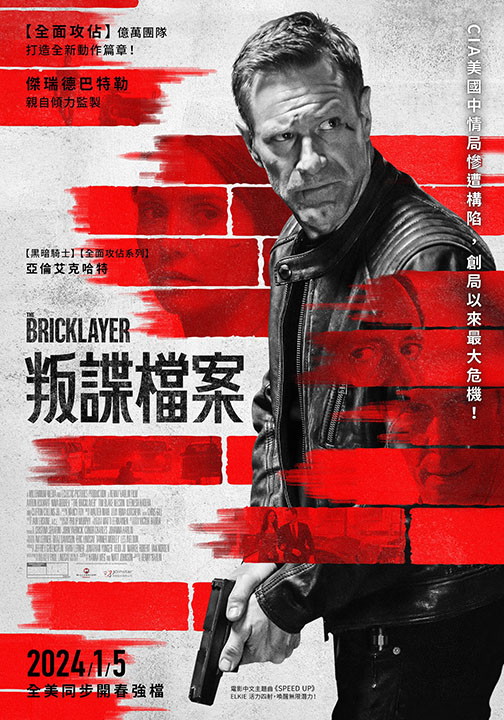 【全面攻佔】億萬團隊
打造全新動作篇章！
傑瑞德巴特勒
親自傾力監製
CIA美國中情局慘遭構陷，創局以來最大危機！
【黑暗騎士】【全面攻佔系列】
亞倫艾克哈特
THE
BRICKLAYER
叛諜檔案
2024/1/5
全美同步開春強檔
電影中文主題曲《SPEED UP》
ELKIE 活力四射，喚醒無限潛力！